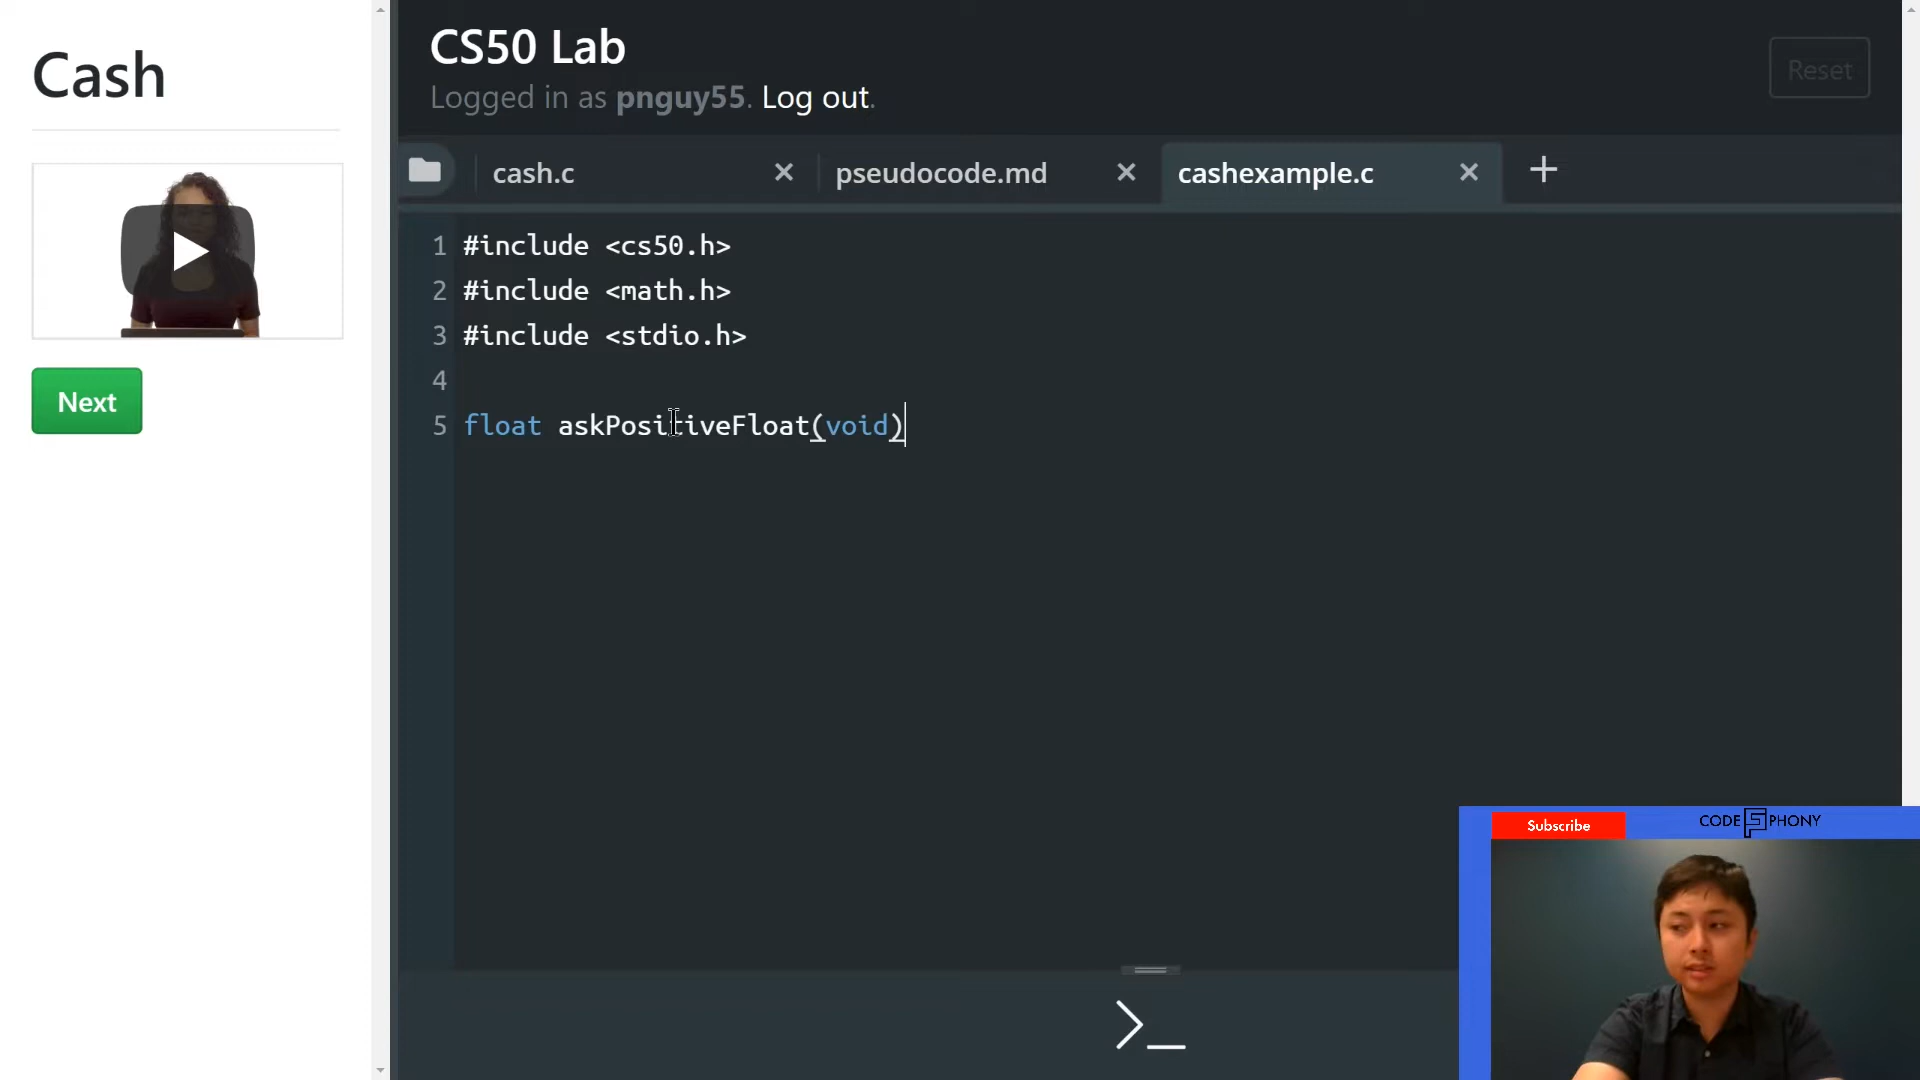 Cash
Next
CS50 Lab
Logged in as pnguy55. Log out.
Reset
cash.c
pseudocode.md
cashexample.c
1 #include <cs50.h>
2 #include <math.h>
3 #include <stdio.h>
4
5 float askPositiveFloat(void)
>_
Subscribe
CODE PHONY